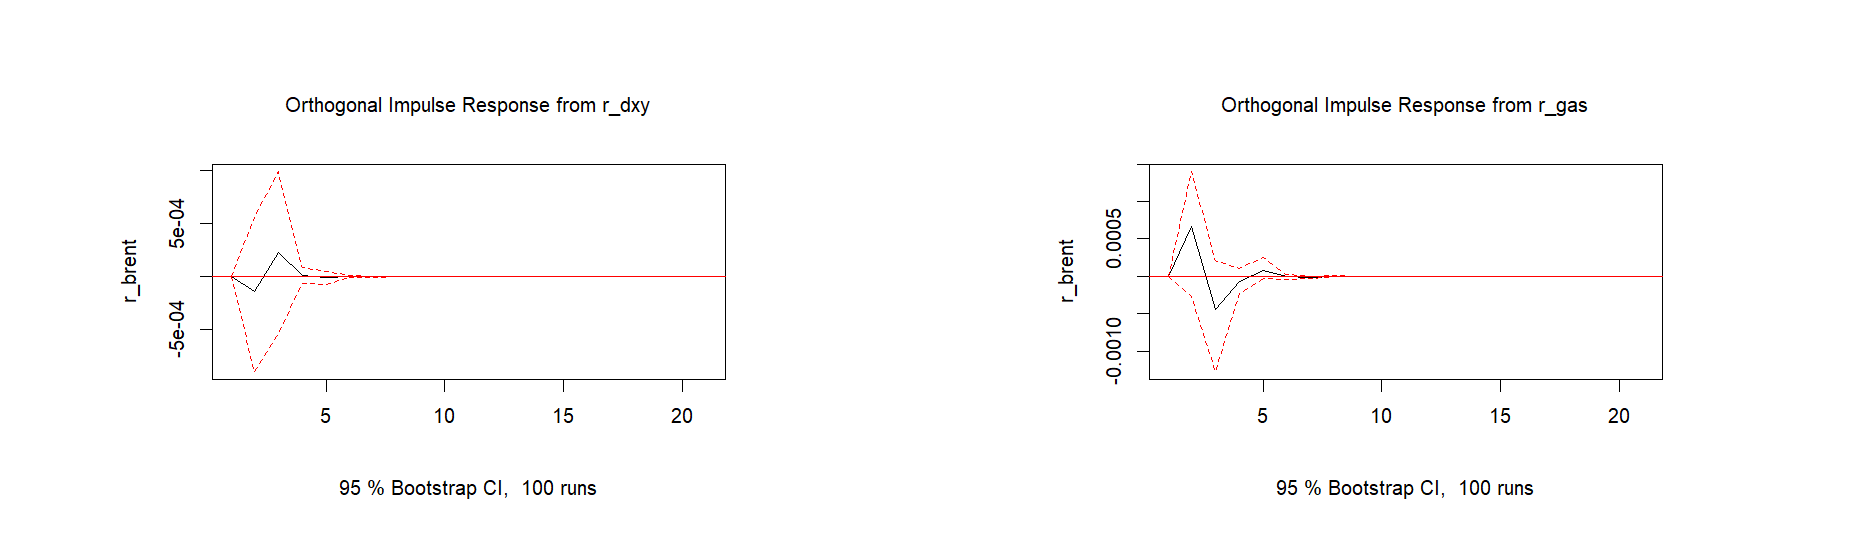 Orthogonal Impulse Response from r_dxy
r_brent
5e-04
-5e-04
5 10 15 20
95 % Bootstrap CI, 100 runs
Orthogonal Impulse Response from r_gas
r_brent
0.0005
-0.0010
5 10 15 20
95 % Bootstrap CI, 100 runs